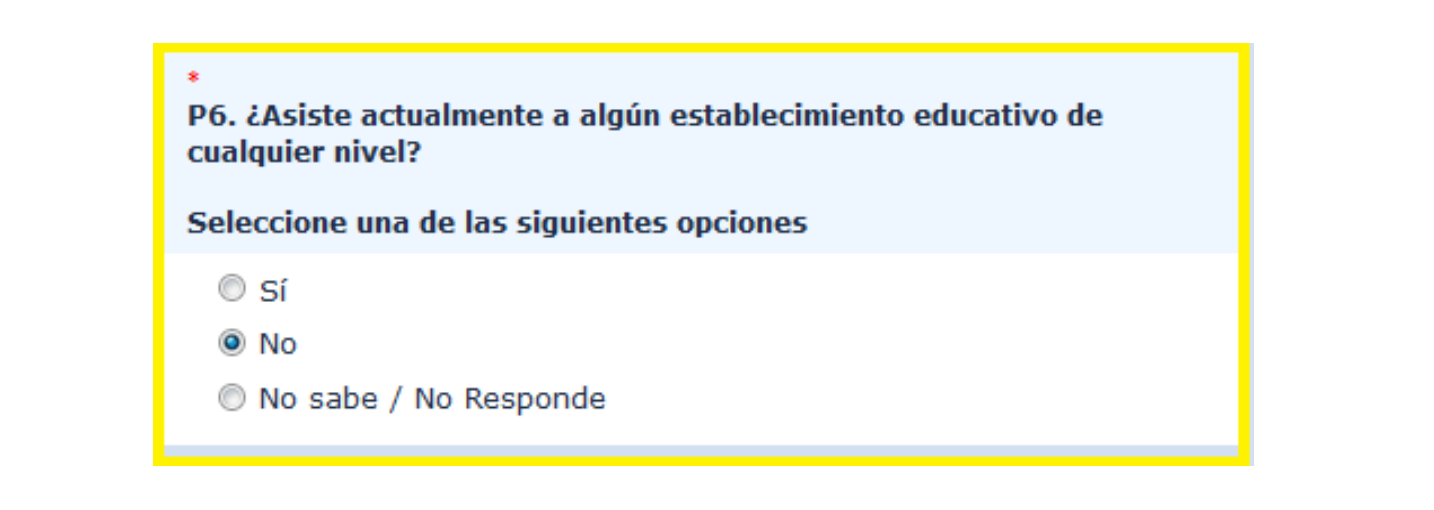 *
P6. ¿Asiste actualmente a algún establecimiento educativo de
cualquier nivel?
Seleccione una de las siguientes opciones
Sí
No
No sabe / No Responde